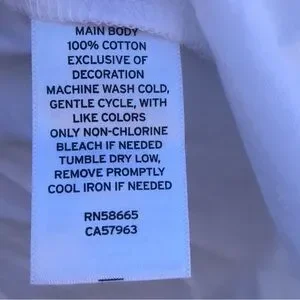 MAIN BODY
100% COTTON
EXCLUSIVE OF
DECORATION
MACHINE WASH COLD,
GENTLE CYCLE, WITH
LIKE COLORS
ONLY NON-CHLORINE
BLEACH IF NEEDED
TUMBLE DRY LOW,
REMOVE PROMPTLY
COOL IRON IF NEEDED
RN58665
CA57963